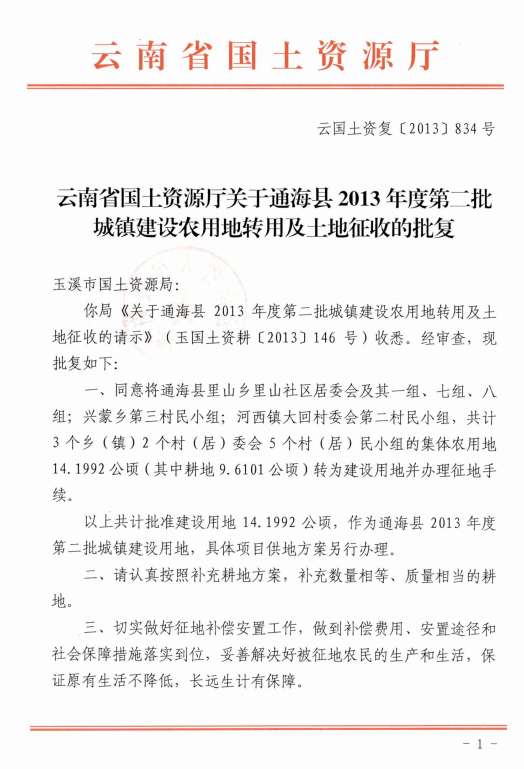 云南省国土资源厅
云国土资复〔2013〕834号
云南省国土资源厅关于通海县2013年度第二批
城镇建设农用地转用及土地征收的批复
玉溪市国土资源局：
你局《关于通海县2013年度第二批城镇建设农用地转用及土
地征收的请示》（玉国土资耕〔2013〕146号）收悉。经审查，现
批复如下：
一、同意将通海县里山乡里山社区居委会及其一组、七组、八
组；兴蒙乡第三村民小组；河西镇大回村委会第二村民小组，共计
3个乡（镇）2个村（居）委会5个村（居）民小组的集体农用地
14.1992公顷（其中耕地9.6101公顷）转为建设用地并办理征地手
续。
以上共计批准建设用地14.1992公顷，作为通海县2013年度
第二批城镇建设用地，具体项目供地方案另行办理。
二、请认真按照补充耕地方案，补充数量相等、质量相当的耕
地。
三、切实做好征地补偿安置工作，做到补偿费用、安置途径和
社会保障措施落实到位，妥善解决好被征地农民的生产和生活，保
证原有生活不降低，长远生计有保障。
- 1 -